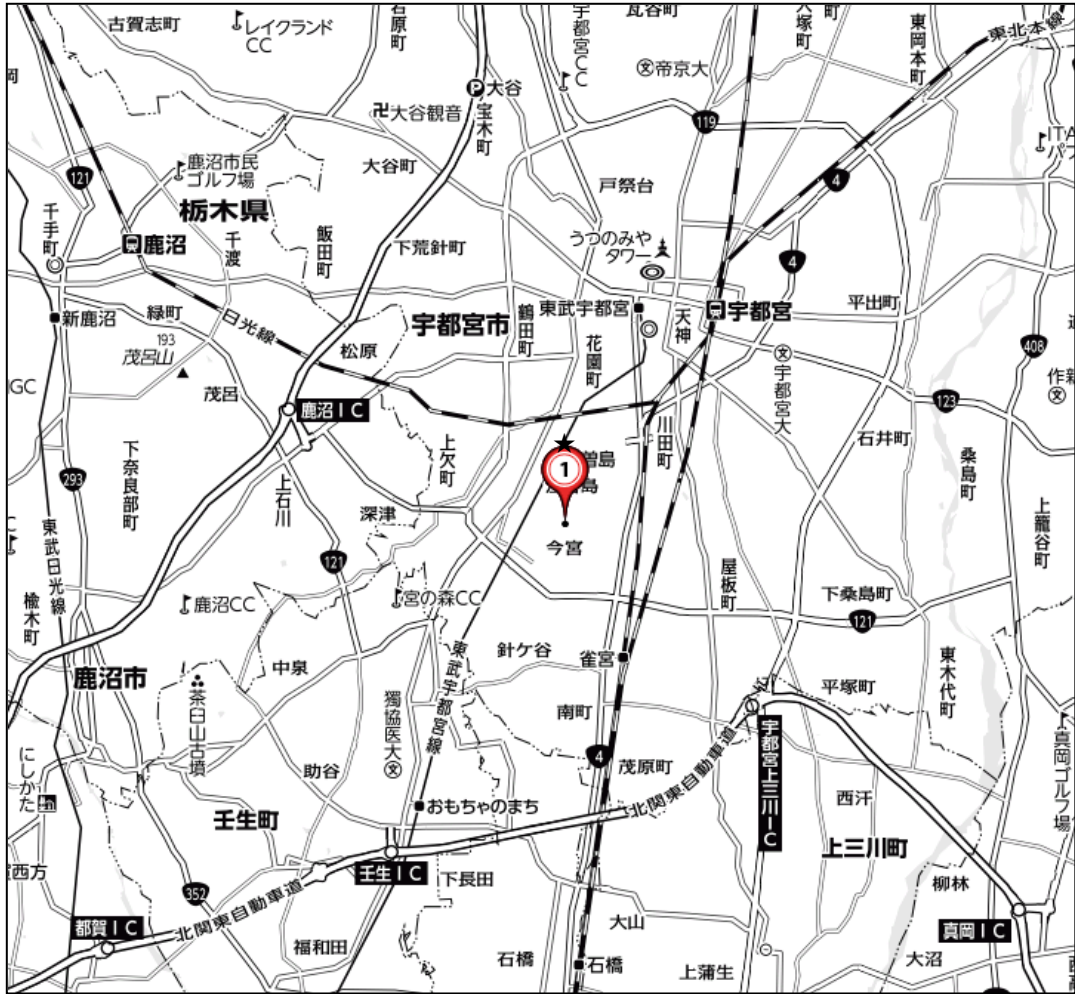 古賀志町
レイクランド
CC
石原町
宇都宮CC
瓦谷町
東岡本町
東北本線
文 帝京大
P 大谷
卍大谷観音
宝木町
119
大谷町
鹿沼市民
ゴルフ場
121
4
戸祭台
栃木県
千手町
鹿沼
千渡
飯田町
下荒針町
うつのみや
タワー
4
新鹿沼
緑町
日光線
宇都宮市
鶴田町
東武宇都宮
宇都宮
平出町
193
茂呂山
松原
花園町
天神
408
GC
茂呂
文 宇都宮大
123
作新
文
鹿沼IC
川田町
石井町
下奈良部町
上欠町
1
曽島
桑島町
293
上石川
深津
今宮
上籠谷町
東武日光線
121
屋板町
楡木町
鹿沼CC
宮の森CC
下桑島町
121
東武宇都宮線
針ケ谷
雀宮
東木代町
鹿沼市
中泉
茶臼山古墳
獨協医大 文
南町
平塚町
宇都宮上三川IC
真岡ゴルフ場
にしかた
助谷
4
茂原町
北関東自動車道
西汗
おもちゃのまち
壬生町
上三川町
西方
壬生IC
下長田
352
柳林
都賀IC
北関東自動車道
福和田
大山
真岡IC
石橋
石橋
上蒲生
大沼